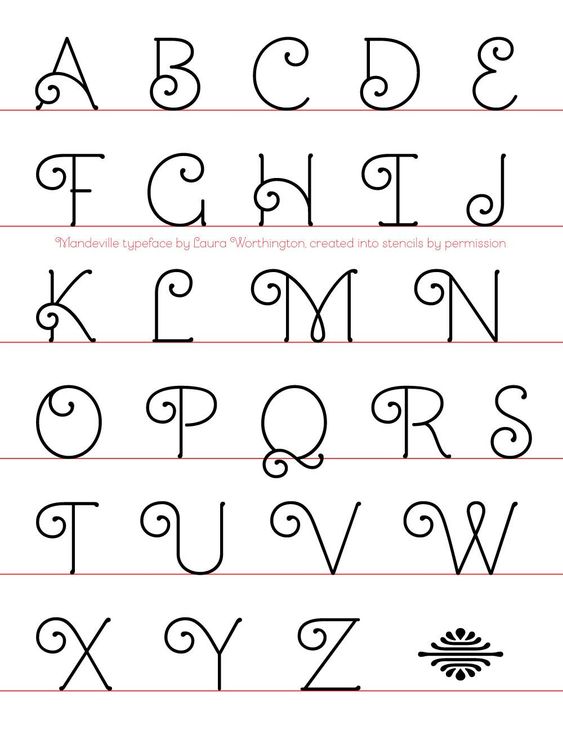 A B C D E
F G H I J
Mandeville typeface by Laura Worthington, created into stencils by permission
K L M N
O P Q R S
T U V W
X Y Z